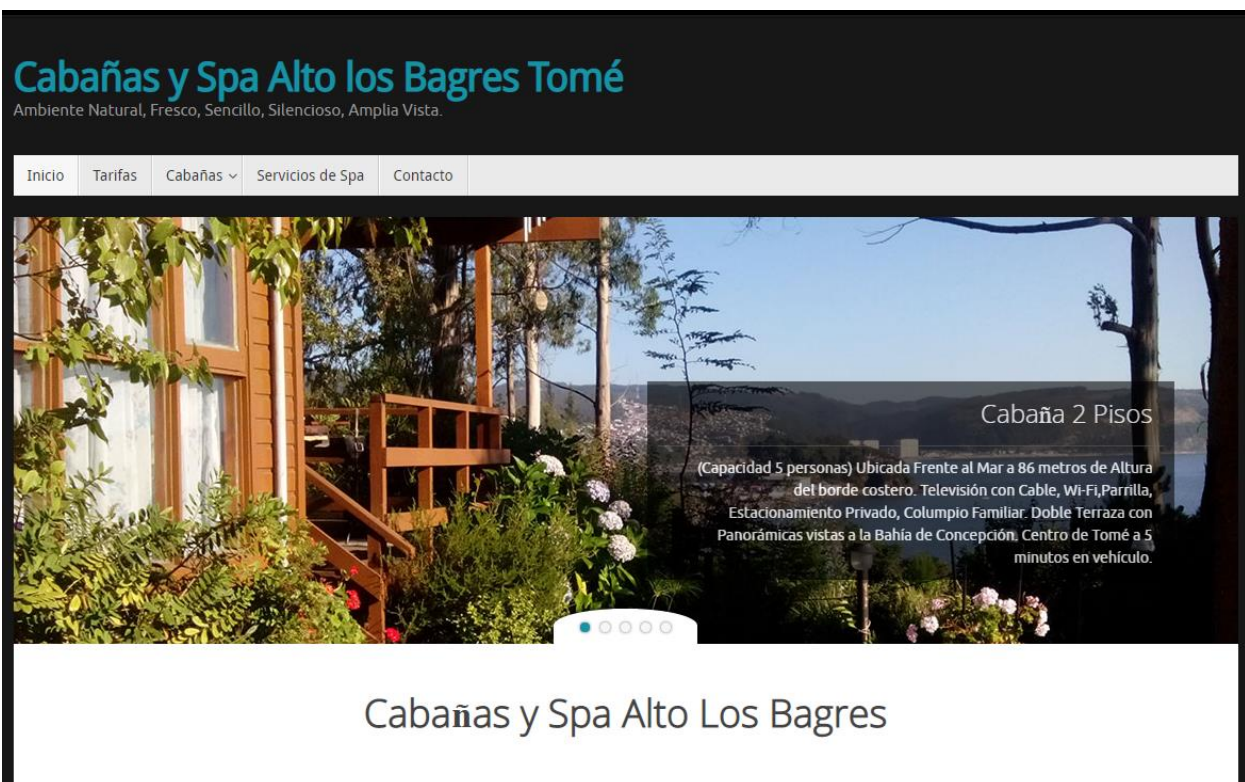 Cabañas y Spa Alto los Bagres Tomé
Ambiente Natural, Fresco, Sencillo, Silencioso, Amplia Vista.
Inicio Tarifas Cabañas Servicios de Spa Contacto
Cabaña 2 Pisos
(Capacidad 5 personas) Ubicada Frente al Mar a 86 metros de Altura
del borde costero. Televisión con Cable, Wi-Fi,Parrilla,
Estacionamiento Privado, Columpio Familiar. Doble Terraza con
Panorámicas vistas a la Bahía de Concepción. Centro de Tomé a 5
minutos en vehículo.
Cabañas y Spa Alto Los Bagres